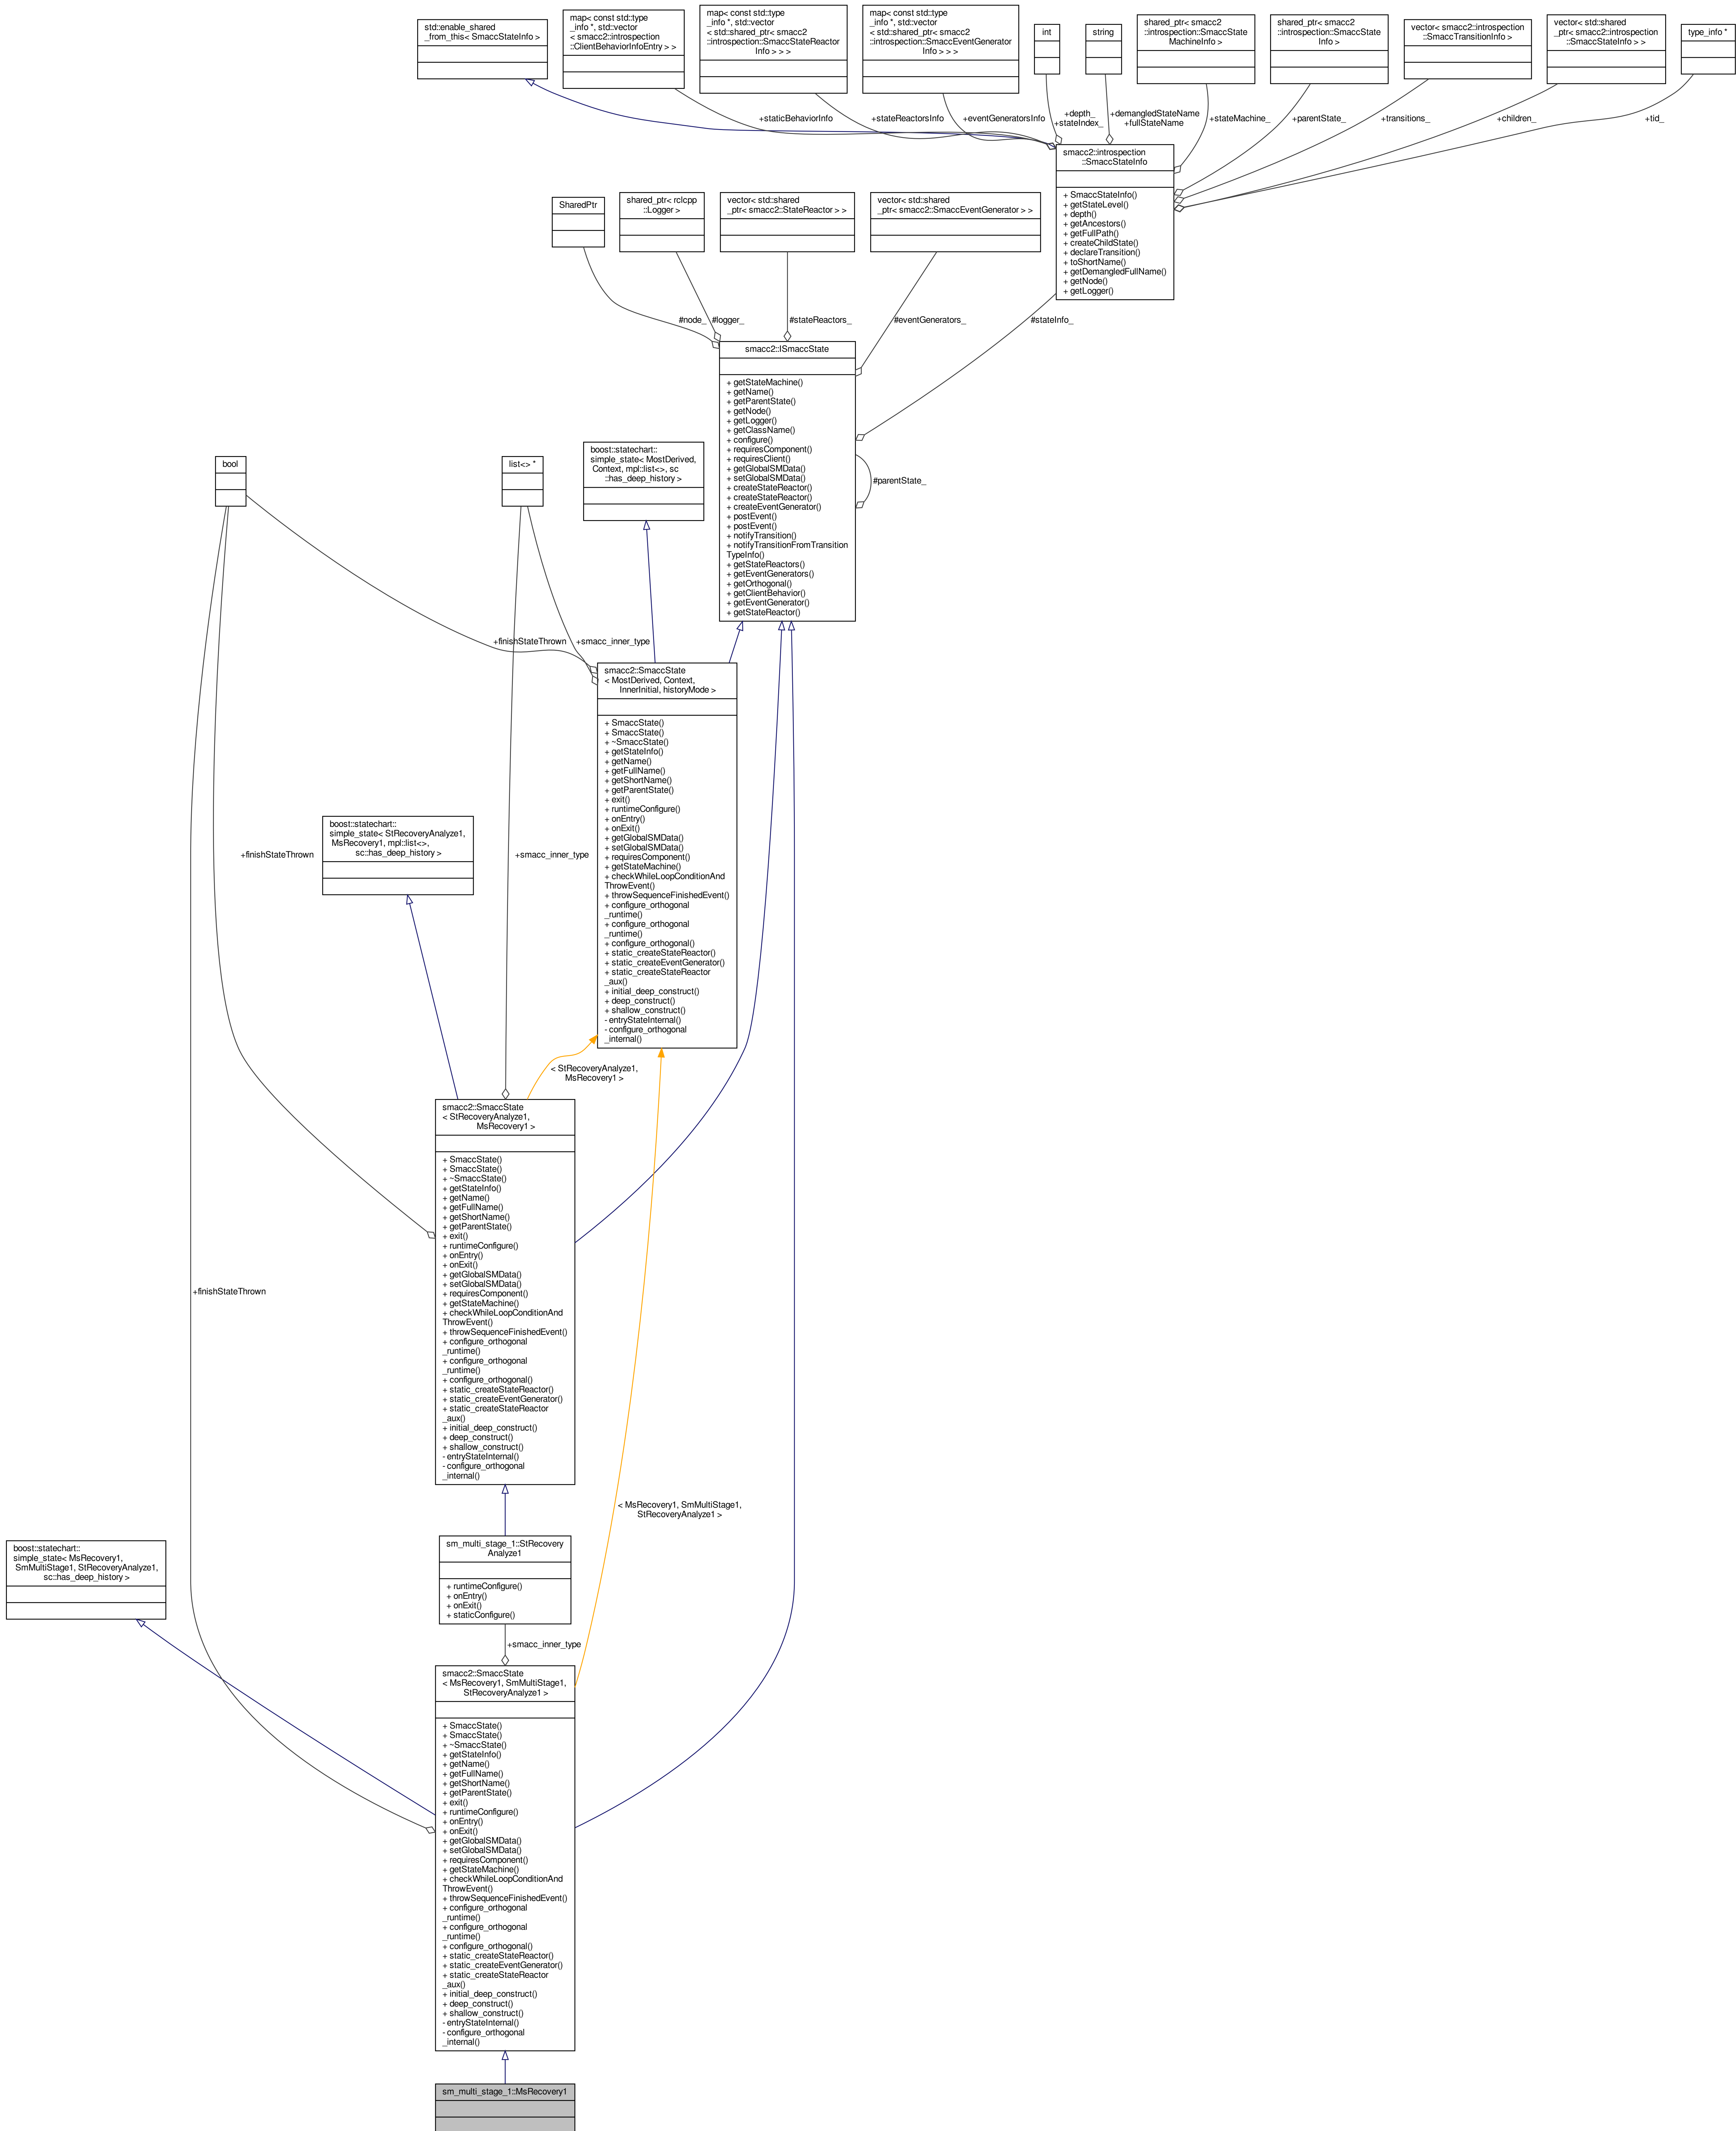 std::enable_shared
_from_this< SmaccStateInfo >
map< const std::type
_info *, std::vector
< smacc2::introspection
::ClientBehaviorInfoEntry > >
map< const std::type
_info *, std::vector
< std::shared_ptr< smacc2
::introspection::SmaccStateReactor
Info > > >
map< const std::type
_info *, std::vector
< std::shared_ptr< smacc2
::introspection::SmaccEventGenerator
Info > > >
int
string
shared_ptr< smacc2
::introspection::SmaccState
MachineInfo >
shared_ptr< smacc2
::introspection::SmaccState
Info >
vector< smacc2::introspection
::SmaccTransitionInfo >
vector< std::shared
_ptr< smacc2::introspection
::SmaccStateInfo > >
type_info *
+staticBehaviorInfo
+stateReactorsInfo
+eventGeneratorsInfo
+depth_
+stateIndex_
+demangledStateName
+fullStateName
+stateMachine_
+parentState_
+transitions_
+children_
+tid_
smacc2::introspection
::SmaccStateInfo
+ SmaccStateInfo()
+ getStateLevel()
+ depth()
+ getAncestors()
+ getFullPath()
+ createChildState()
+ declareTransition()
+ toShortName()
+ getDemangledFullName()
+ getNode()
+ getLogger()
SharedPtr
shared_ptr< rclcpp
::Logger >
vector< std::shared
_ptr< smacc2::StateReactor > >
vector< std::shared
_ptr< smacc2::SmaccEventGenerator > >
#node_
#logger_
#stateReactors_
#eventGenerators_
#stateInfo_
smacc2::ISmaccState
+ getStateMachine()
+ getName()
+ getParentState()
+ getNode()
+ getLogger()
+ getClassName()
+ configure()
+ requiresComponent()
+ requiresClient()
+ getGlobalSMData()
+ setGlobalSMData()
+ createStateReactor()
+ createStateReactor()
+ createEventGenerator()
+ postEvent()
+ postEvent()
+ notifyTransition()
+ notifyTransitionFromTransition
TypeInfo()
+ getStateReactors()
+ getEventGenerators()
+ getOrthogonal()
+ getClientBehavior()
+ getEventGenerator()
+ getStateReactor()
#parentState_
bool
list<> *
boost::statechart::
simple_state< MostDerived,
Context, mpl::list<>, sc
::has_deep_history >
+finishStateThrown
+smacc_inner_type
smacc2::SmaccState
< MostDerived, Context,
InnerInitial, historyMode >
+ SmaccState()
+ SmaccState()
+ ~SmaccState()
+ getStateInfo()
+ getName()
+ getFullName()
+ getShortName()
+ getParentState()
+ exit()
+ runtimeConfigure()
+ onEntry()
+ onExit()
+ getGlobalSMData()
+ setGlobalSMData()
+ requiresComponent()
+ getStateMachine()
+ checkWhileLoopConditionAnd
ThrowEvent()
+ throwSequenceFinishedEvent()
+ configure_orthogonal
_runtime()
+ configure_orthogonal
_runtime()
+ configure_orthogonal()
+ static_createStateReactor()
+ static_createEventGenerator()
+ static_createStateReactor
_aux()
+ initial_deep_construct()
+ deep_construct()
+ shallow_construct()
- entryStateInternal()
- configure_orthogonal
_internal()
boost::statechart::
simple_state< StRecoveryAnalyze1,
MsRecovery1, mpl::list<>,
sc::has_deep_history >
+finishStateThrown
+smacc_inner_type
< StRecoveryAnalyze1,
MsRecovery1 >
smacc2::SmaccState
< StRecoveryAnalyze1,
MsRecovery1 >
+ SmaccState()
+ SmaccState()
+ ~SmaccState()
+ getStateInfo()
+ getName()
+ getFullName()
+ getShortName()
+ getParentState()
+ exit()
+ runtimeConfigure()
+ onEntry()
+ onExit()
+ getGlobalSMData()
+ setGlobalSMData()
+ requiresComponent()
+ getStateMachine()
+ checkWhileLoopConditionAnd
ThrowEvent()
+ throwSequenceFinishedEvent()
+ configure_orthogonal
_runtime()
+ configure_orthogonal
_runtime()
+ configure_orthogonal()
+ static_createStateReactor()
+ static_createEventGenerator()
+ static_createStateReactor
_aux()
+ initial_deep_construct()
+ deep_construct()
+ shallow_construct()
- entryStateInternal()
- configure_orthogonal
_internal()
+finishStateThrown
< MsRecovery1, SmMultiStage1,
StRecoveryAnalyze1 >
boost::statechart::
simple_state< MsRecovery1,
SmMultiStage1, StRecoveryAnalyze1,
sc::has_deep_history >
sm_multi_stage_1::StRecovery
Analyze1
+ runtimeConfigure()
+ onEntry()
+ onExit()
+ staticConfigure()
+smacc_inner_type
smacc2::SmaccState
< MsRecovery1, SmMultiStage1,
StRecoveryAnalyze1 >
+ SmaccState()
+ SmaccState()
+ ~SmaccState()
+ getStateInfo()
+ getName()
+ getFullName()
+ getShortName()
+ getParentState()
+ exit()
+ runtimeConfigure()
+ onEntry()
+ onExit()
+ getGlobalSMData()
+ setGlobalSMData()
+ requiresComponent()
+ getStateMachine()
+ checkWhileLoopConditionAnd
ThrowEvent()
+ throwSequenceFinishedEvent()
+ configure_orthogonal
_runtime()
+ configure_orthogonal
_runtime()
+ configure_orthogonal()
+ static_createStateReactor()
+ static_createEventGenerator()
+ static_createStateReactor
_aux()
+ initial_deep_construct()
+ deep_construct()
+ shallow_construct()
- entryStateInternal()
- configure_orthogonal
_internal()
sm_multi_stage_1::MsRecovery1